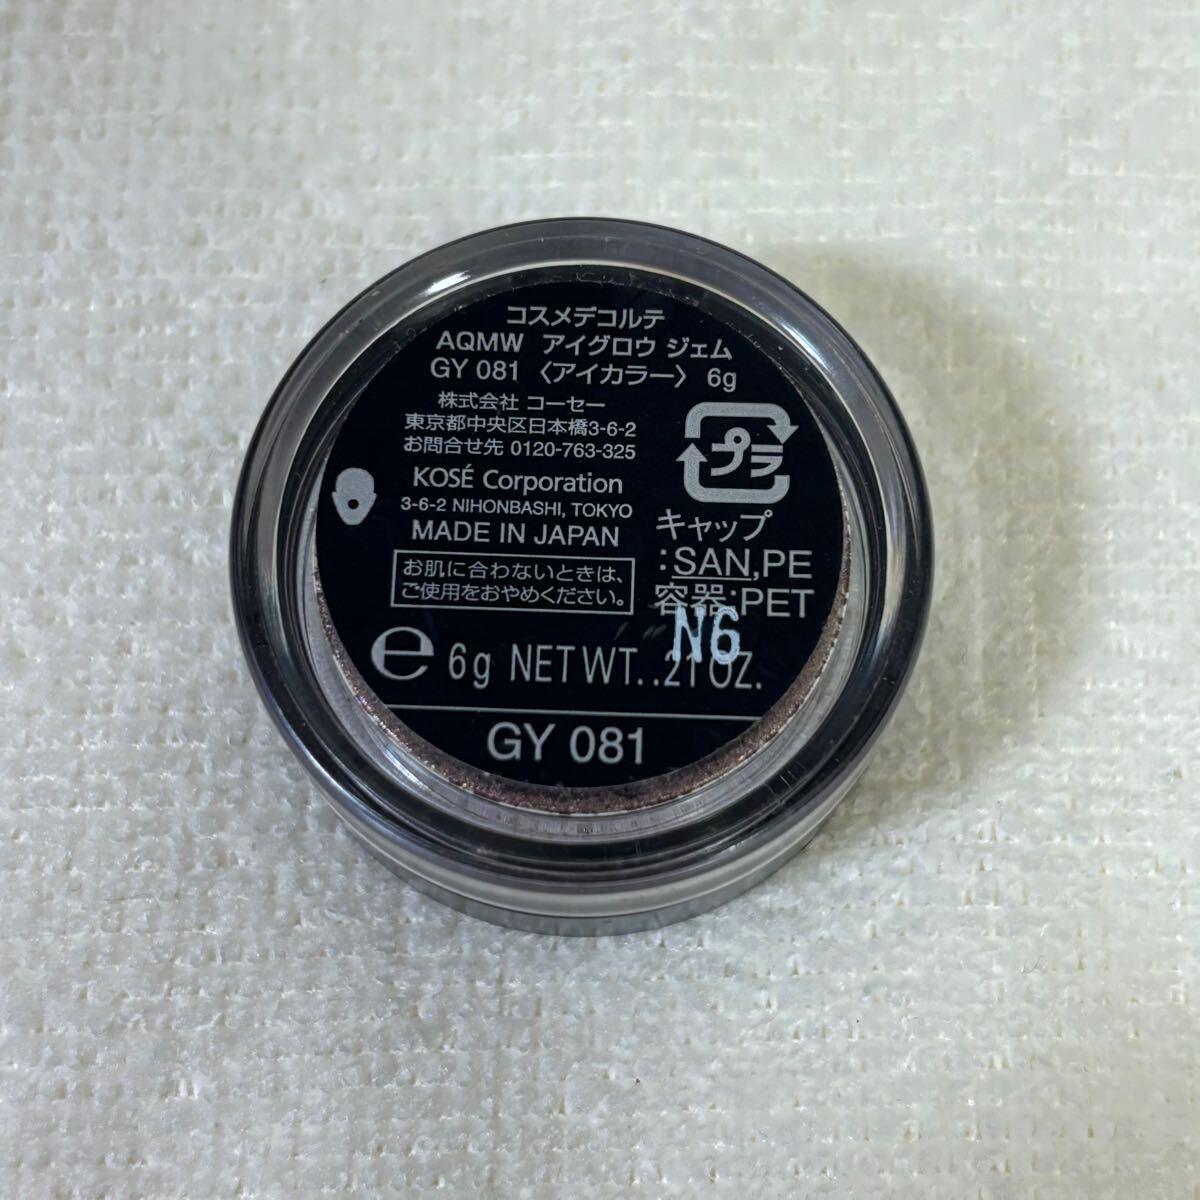 コスメデコルテ
AQMW アイグロウ ジェム
GY 081 〈アイカラー〉 6g
株式会社 コーセー
東京都中央区日本橋3-6-2
お問合せ先 0120-763-325
KOSÉ Corporation
3-6-2 NIHONBASHI, TOKYO
MADE IN JAPAN
お肌に合わないときは、
ご使用をおやめください。
プラ
キャップ
:SAN,PE
容器:PET
N6
e 6g NET WT. .21 OZ.
GY 081